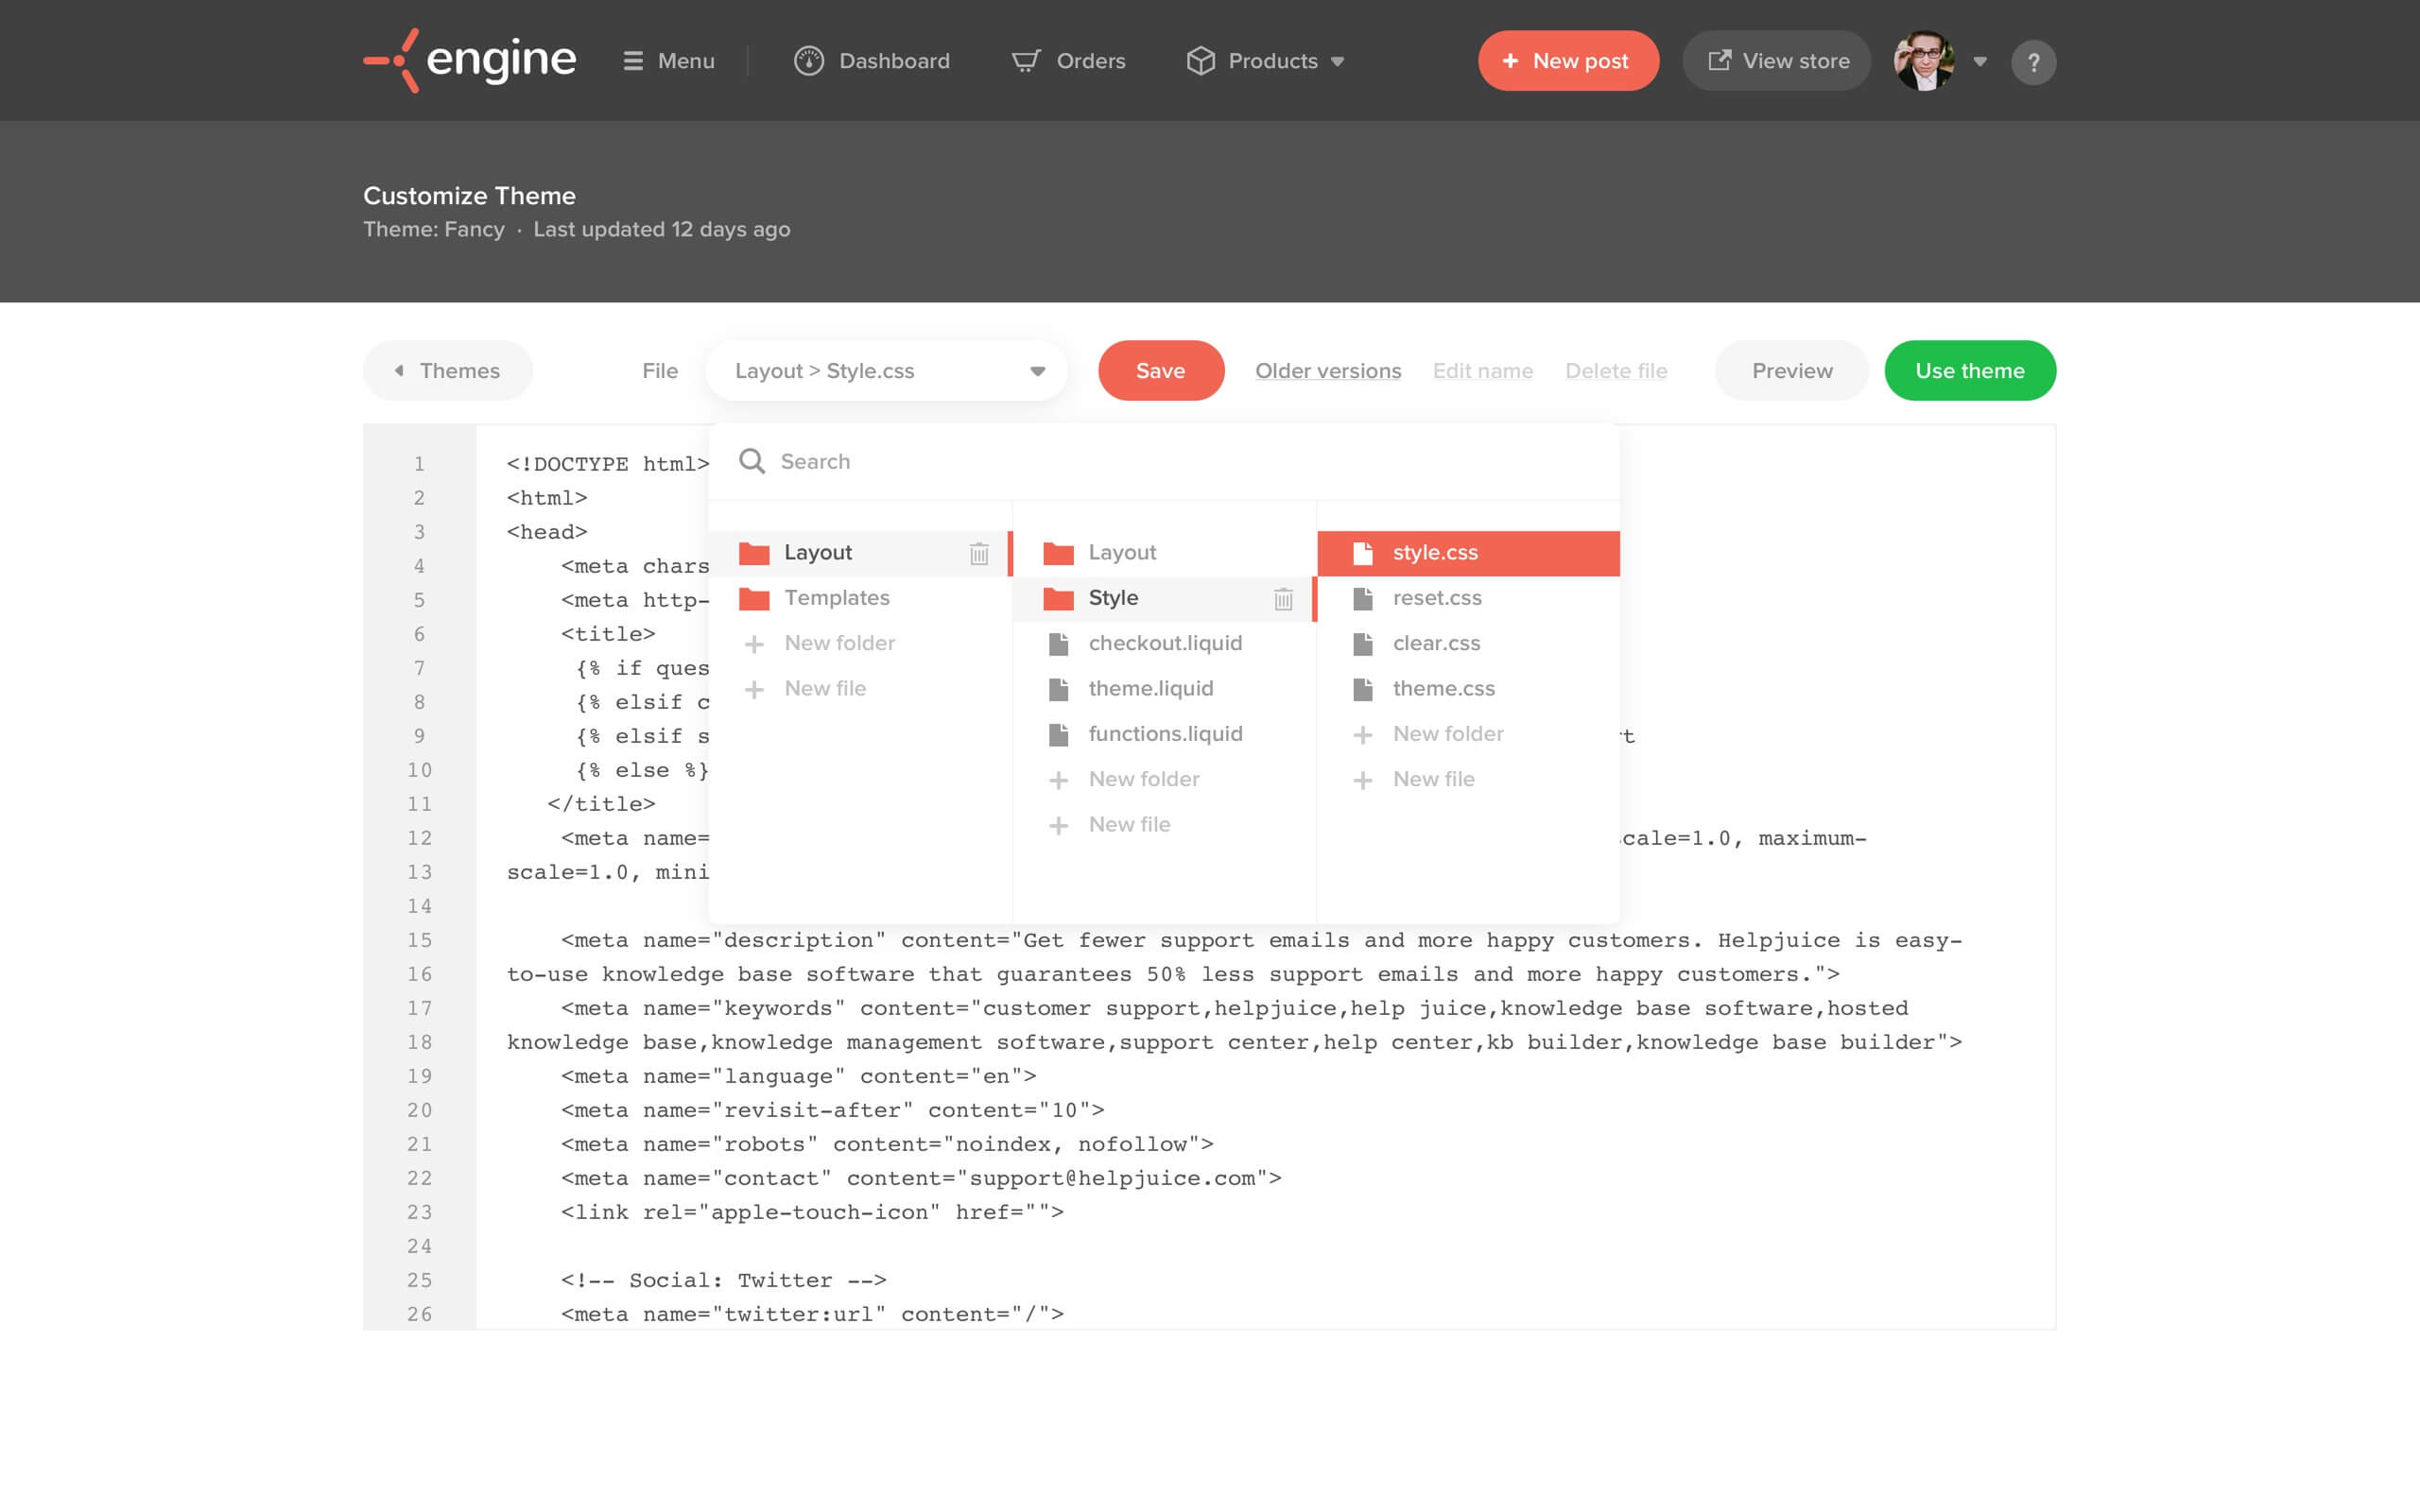 engine
Menu
Dashboard
Orders
Products
+ New post
View store
?
Customize Theme
Theme: Fancy · Last updated 12 days ago
Themes
File
Layout > Style.css
Save
Older versions
Edit name
Delete file
Preview
Use theme
Search
Layout
Templates
+ New folder
+ New file
Layout
Style
checkout.liquid
theme.liquid
functions.liquid
+ New folder
+ New file
style.css
reset.css
clear.css
theme.css
+ New folder
+ New file
1 <!DOCTYPE html>
2 <html>
3 <head>
4 <meta chars
5 <meta http-
6 <title>
7 {% if ques
8 {% elsif c
9 {% elsif s t
10 {% else %}
11 </title>
12 <meta name= cale=1.0, maximum-
13 scale=1.0, mini
14
15 <meta name="description" content="Get fewer support emails and more happy customers. Helpjuice is easy-
16 to-use knowledge base software that guarantees 50% less support emails and more happy customers.">
17 <meta name="keywords" content="customer support,helpjuice,help juice,knowledge base software,hosted
18 knowledge base,knowledge management software,support center,help center,kb builder,knowledge base builder">
19 <meta name="language" content="en">
20 <meta name="revisit-after" content="10">
21 <meta name="robots" content="noindex, nofollow">
22 <meta name="contact" content="support@helpjuice.com">
23 <link rel="apple-touch-icon" href="">
24
25 <!-- Social: Twitter -->
26 <meta name="twitter:url" content="/">